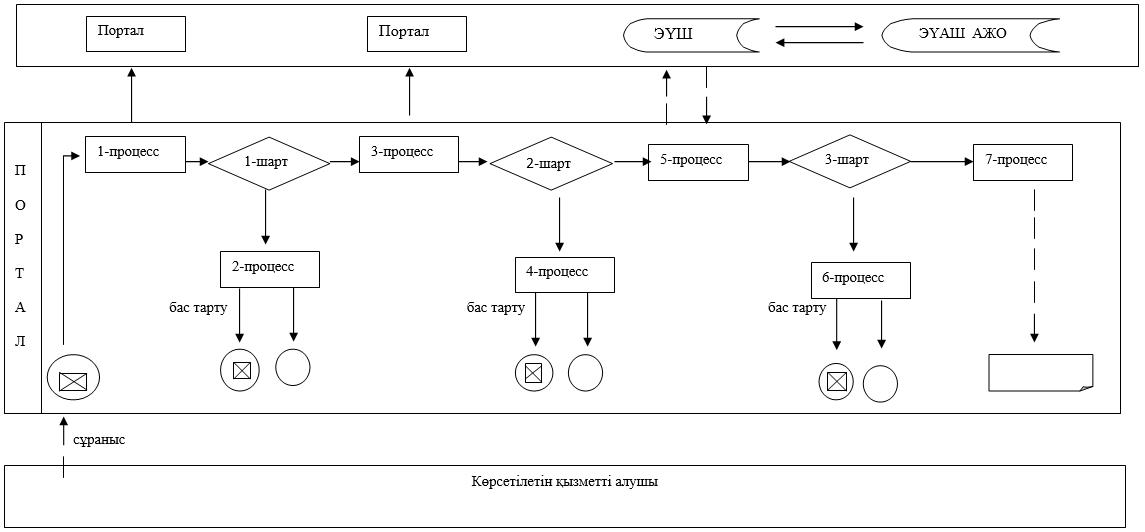 Портал
Портал
ЭҮШ
ЭҮАШ АЖО
П
О
Р
Т
А
Л
1-процесс
1-шарт
3-процесс
2-шарт
5-процесс
3-шарт
7-процесс
2-процесс
4-процесс
6-процесс
бас тарту
бас тарту
бас тарту
сұраныс
Көрсетілетін қызметті алушы